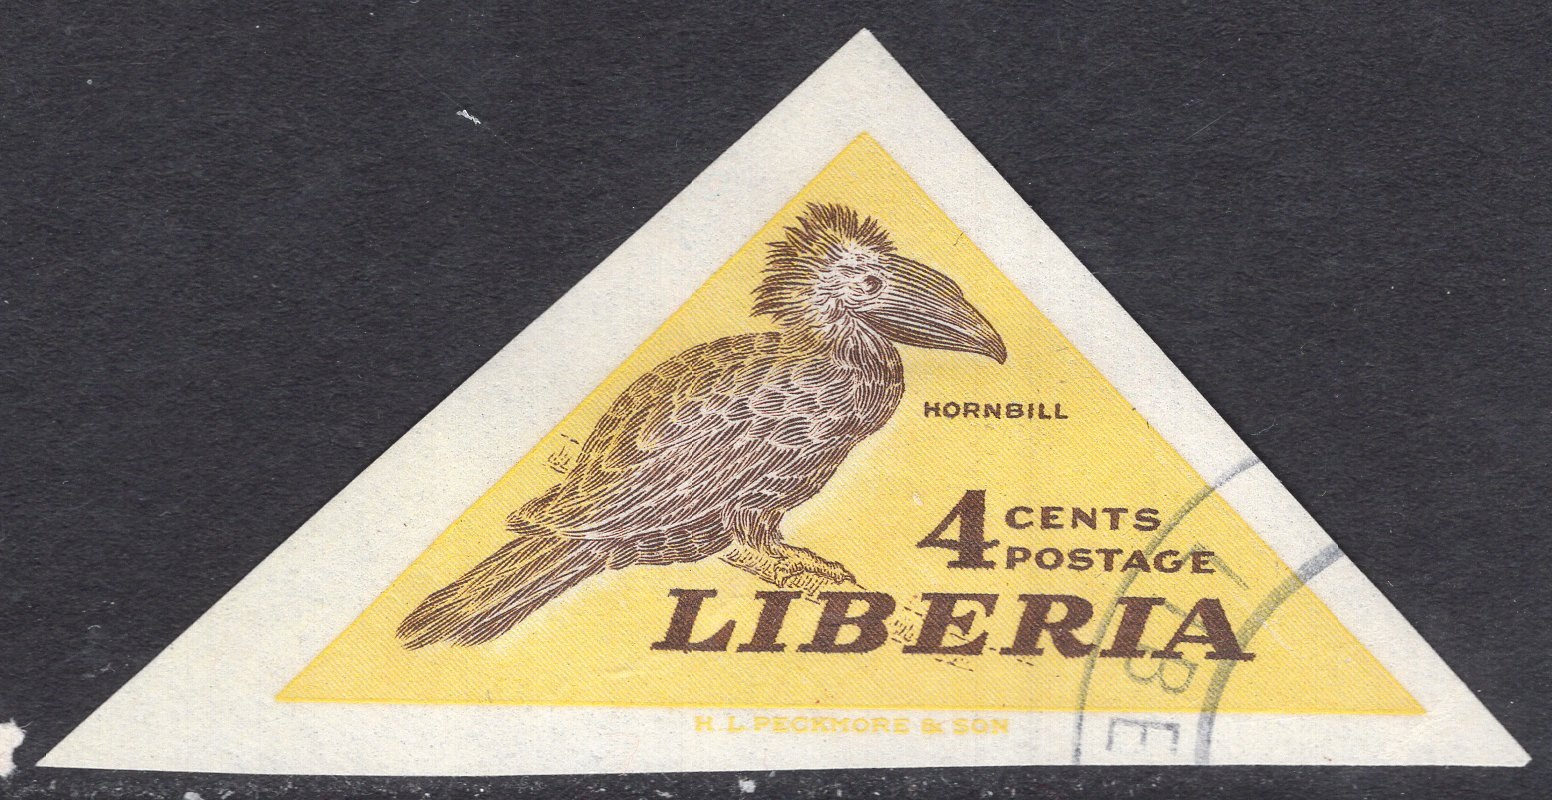 HORNBILL
4 CENTS
POSTAGE
LIBERIA
H. L. PECKMORE & SON